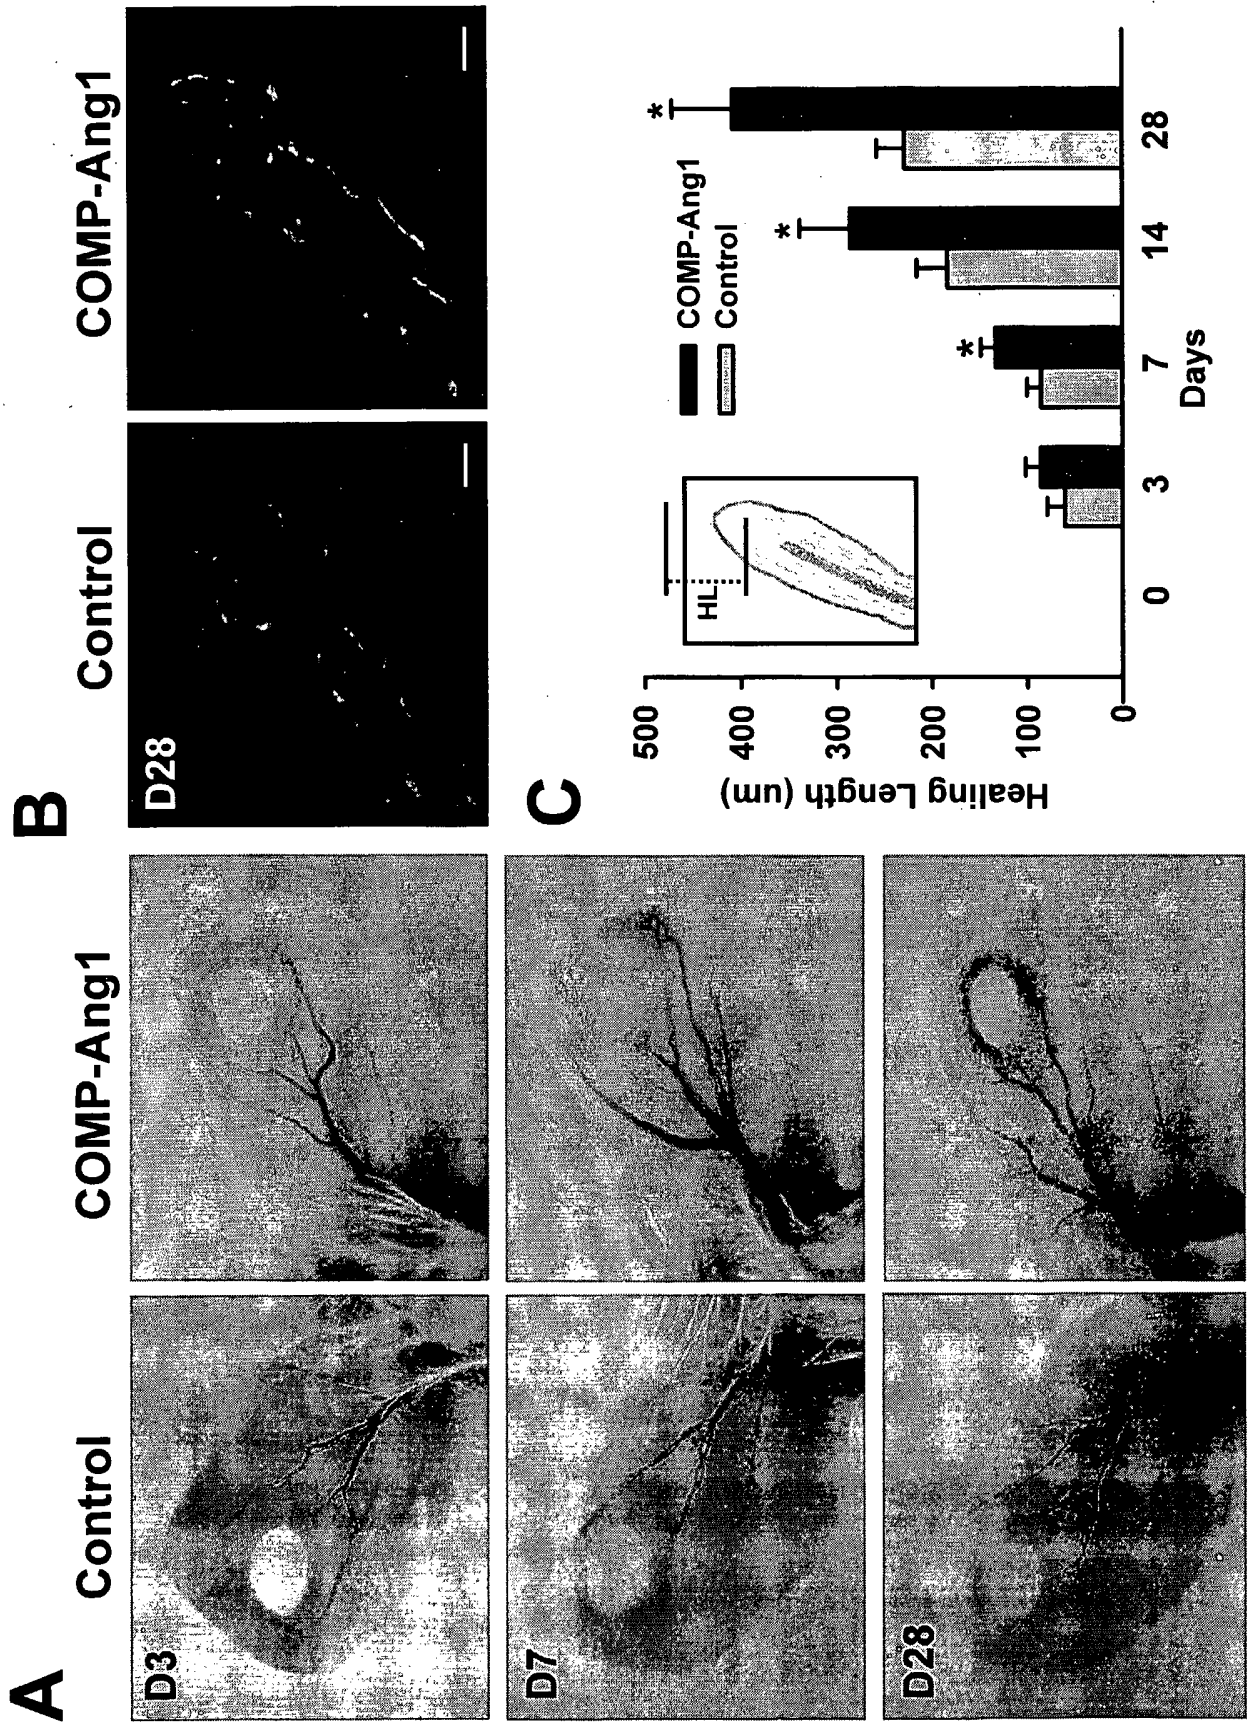 A
Control
COMP-Ang1
D3
D7
D28
B
Control
COMP-Ang1
D28
C
Healing Length (um)
500
400
300
200
100
0
HL
COMP-Ang1
Control
*
*
*
0
3
7
14
28
Days